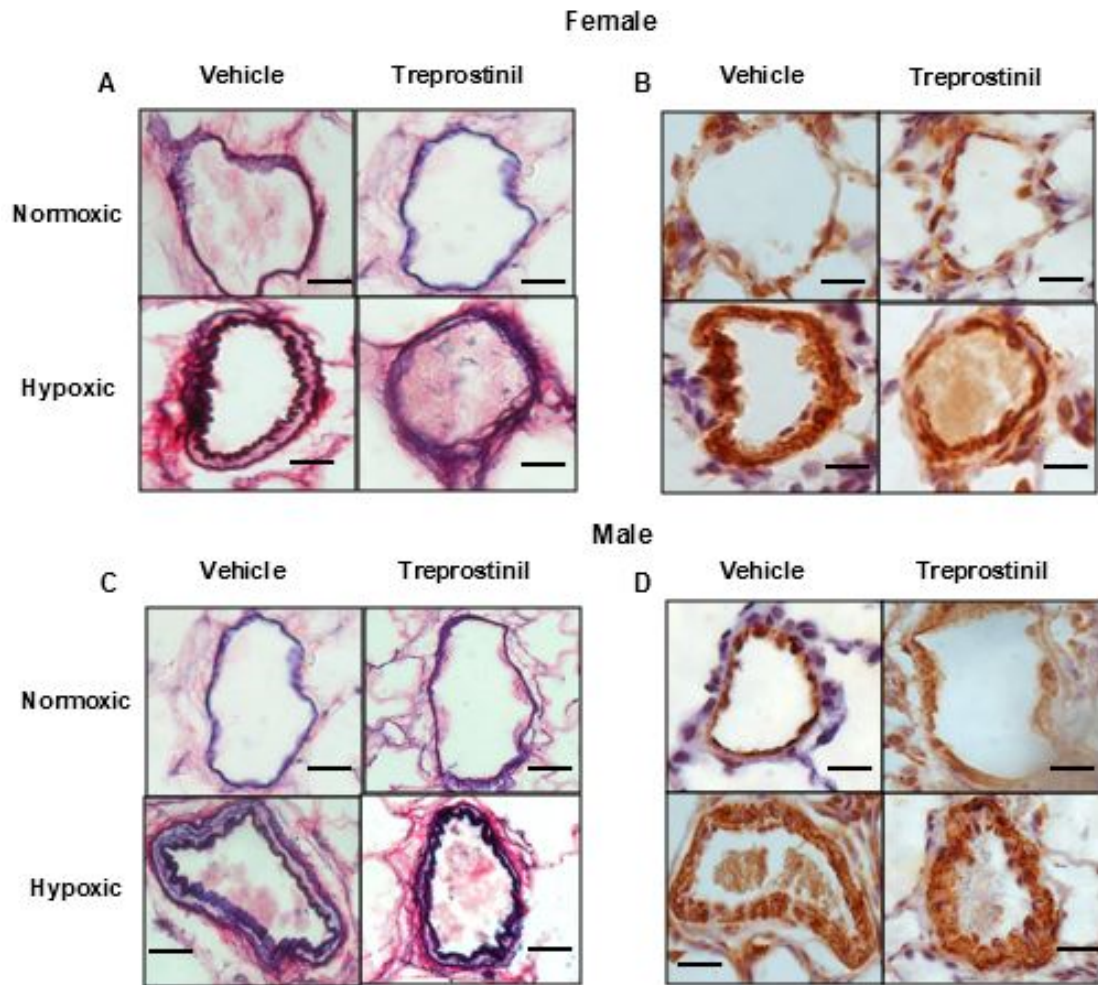 Female
A Vehicle Treprostinil B Vehicle Treprostinil
Normoxic
Hypoxic
Male
C Vehicle Treprostinil D Vehicle Treprostinil
Normoxic
Hypoxic